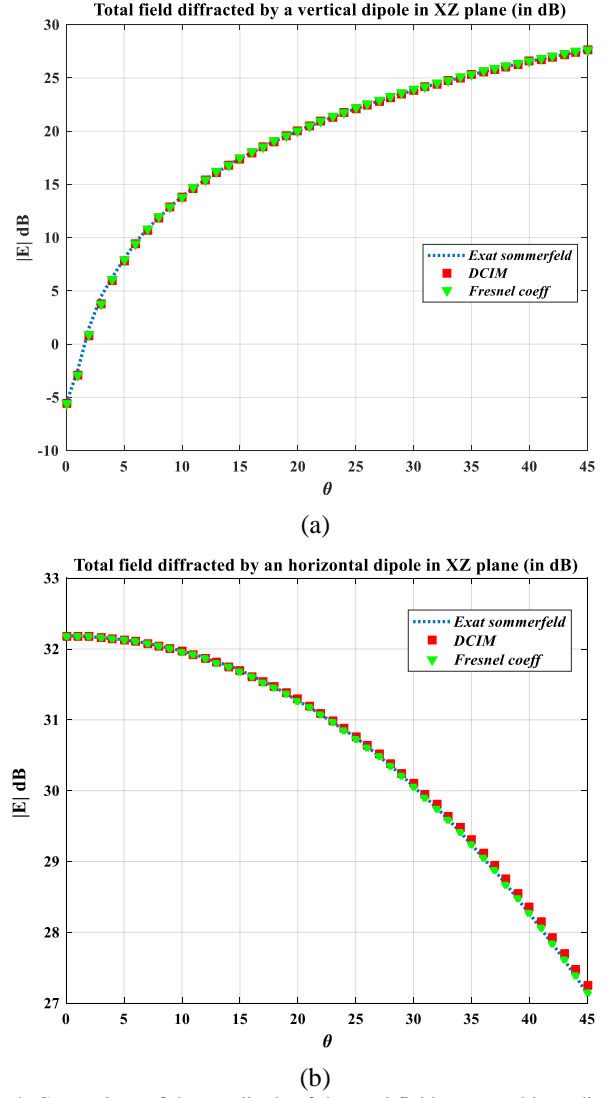 Total field diffracted by a vertical dipole in XZ plane (in dB)
30
25
20
15
10
5
0
-5
-10
|E| dB
Exat sommerfeld
DCIM
Fresnel coeff
0 5 10 15 20 25 30 35 40 45
θ
(a)
Total field diffracted by an horizontal dipole in XZ plane (in dB)
33
32
31
30
29
28
27
|E| dB
Exat sommerfeld
DCIM
Fresnel coeff
0 5 10 15 20 25 30 35 40 45
θ
(b)